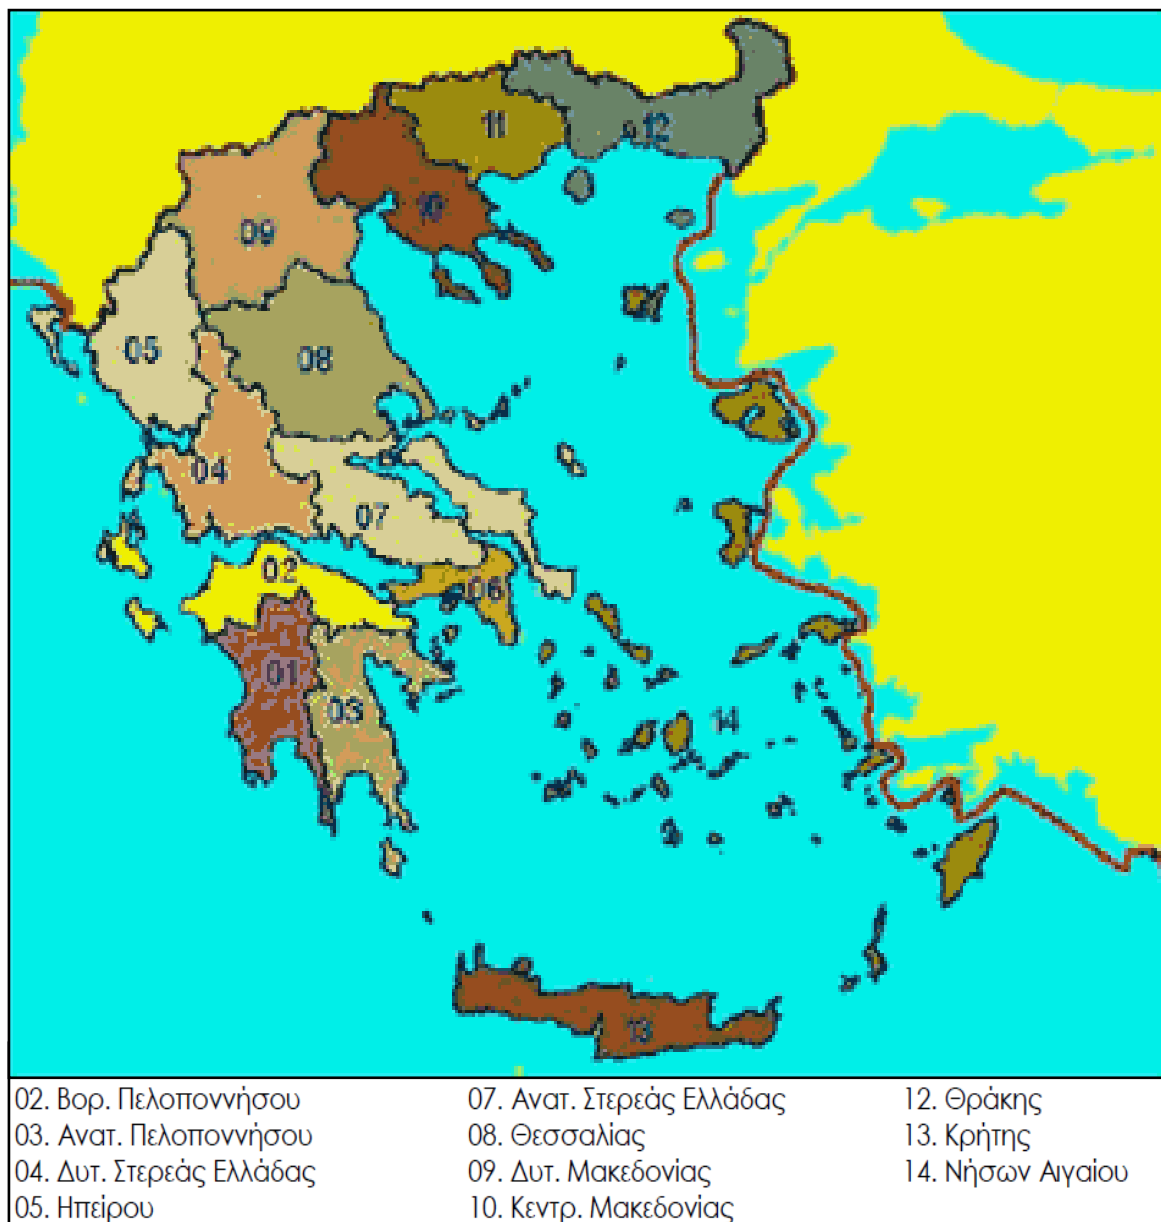 11
12
10
09
05
08
04
07
02
06
01
03
14
13
02. Βορ. Πελοποννήσου
03. Ανατ. Πελοποννήσου
04. Δυτ. Στερεάς Ελλάδας
05. Ηπείρου
07. Ανατ. Στερεάς Ελλάδας
08. Θεσσαλίας
09. Δυτ. Μακεδονίας
10. Κεντρ. Μακεδονίας
12. Θράκης
13. Κρήτης
14. Νήσων Αιγαίου